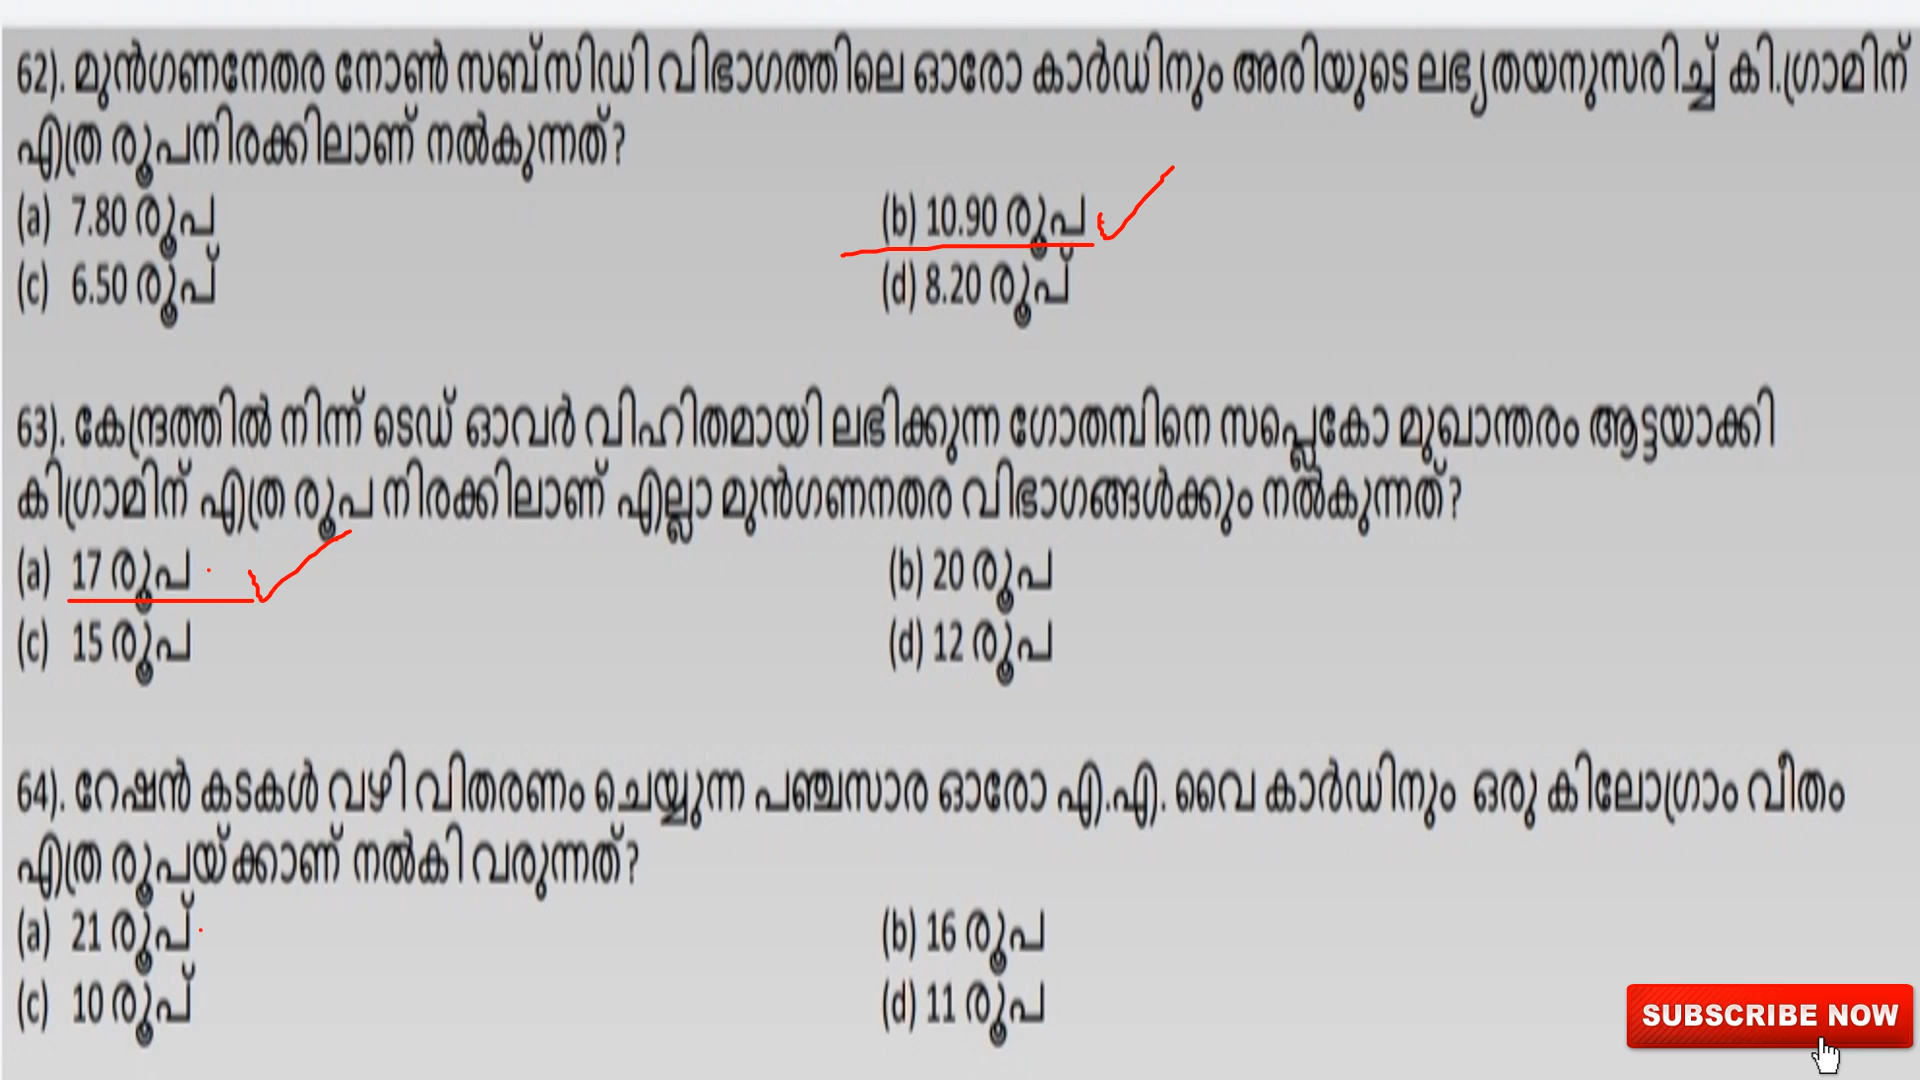 62). മുൻഗണനേതര നോൺ സബ്സിഡി വിഭാഗത്തിലെ ഓരോ കാർഡിനും അരിയുടെ ലഭ്യതയനുസരിച്ച് കി.ഗ്രാമിന്
എത്ര രൂപനിരക്കിലാണ് നൽകുന്നത്?
(a) 7.80 രൂപ (b) 10.90 രൂപ
(c) 6.50 രൂപ് (d) 8.20 രൂപ്
63). കേന്ദ്രത്തിൽ നിന്ന് ടെഡ് ഓവർ വിഹിതമായി ലഭിക്കുന്ന ഗോതമ്പിനെ സപ്ലെകോ മുഖാന്തരം ആട്ടയാക്കി
കിഗ്രാമിന് എത്ര രൂപ നിരക്കിലാണ് എല്ലാ മുൻഗണനതര വിഭാഗങ്ങൾക്കും നൽകുന്നത്?
(a) 17 രൂപ (b) 20 രൂപ
(c) 15 രൂപ (d) 12 രൂപ
64). റേഷൻ കടകൾ വഴി വിതരണം ചെയ്യുന്ന പഞ്ചസാര ഓരോ എ.എ. വൈ കാർഡിനും ഒരു കിലോഗ്രാം വീതം
എത്ര രൂപയ്ക്കാണ് നൽകി വരുന്നത്?
(a) 21 രൂപ് (b) 16 രൂപ
(c) 10 രൂപ് (d) 11 രൂപ
SUBSCRIBE NOW